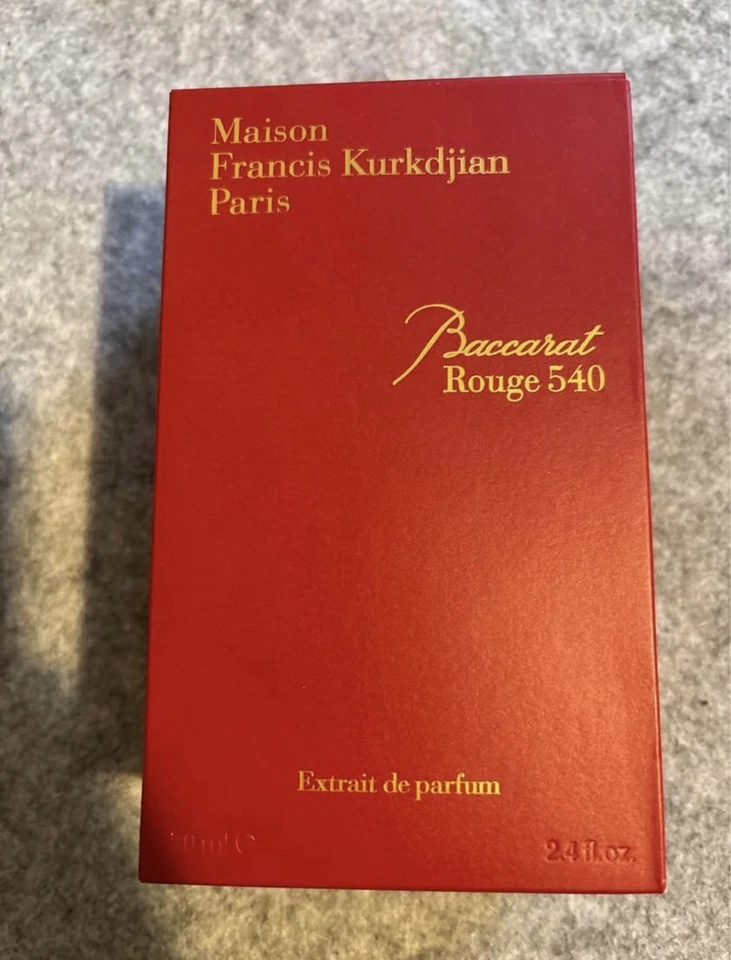 Maison
Francis Kurkdjian
Paris
Baccarat
Rouge 540
Extrait de parfum
2.4 fl.oz.